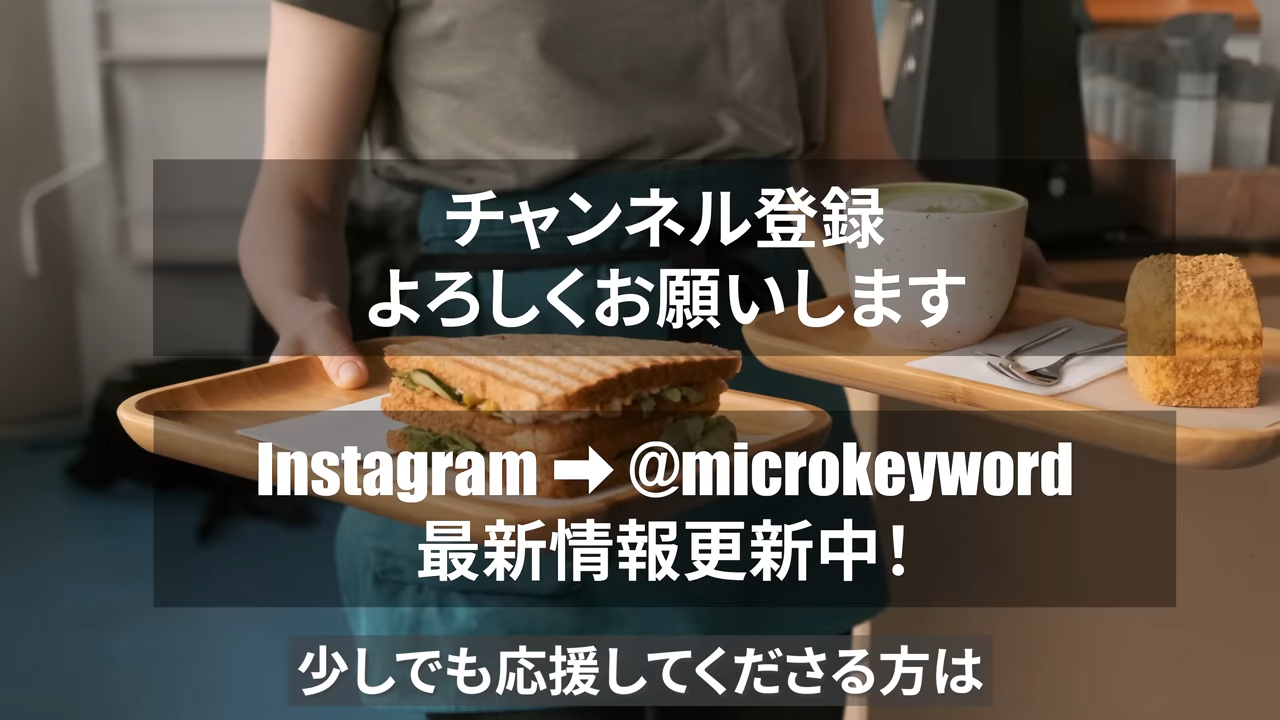 チャンネル登録
よろしくお願いします
Instagram ➡ @microkeyword
最新情報更新中！
少しでも応援してくださる方は